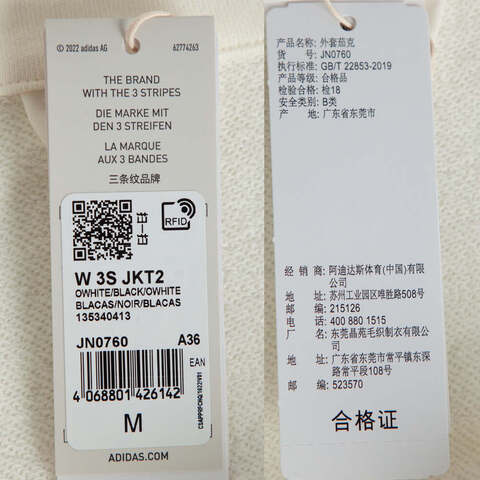 © 2022 adidas AG
62774263
THE BRAND
WITH THE 3 STRIPES
DIE MARKE MIT
DEN 3 STREIFEN
LA MARQUE
AUX 3 BANDES
三条纹品牌
扫一扫
RFID
W 3S JKT2
OWHITE/BLACK/OWHITE
BLACAS/NOIR/BLACAS
135340413
JN0760
A36
EAN
4 068801 426142
M
ADIDAS.COM
产品名称: 外套茄克
货 号: JN0760
执行标准: GB/T 22853-2019
产品等级: 合格品
检验合格: 检18
安全类别: B类
产 地: 广东省东莞市
经 销 商: 阿迪达斯体育(中国)有限
公司
地 址: 苏州工业园区唯胜路508号
邮 编: 215126
电 话: 400 880 1515
厂 商: 东莞晶苑毛织制衣有限公司
地 址: 广东省东莞市常平镇东深
路常平段108号
邮 编: 523570
合格证